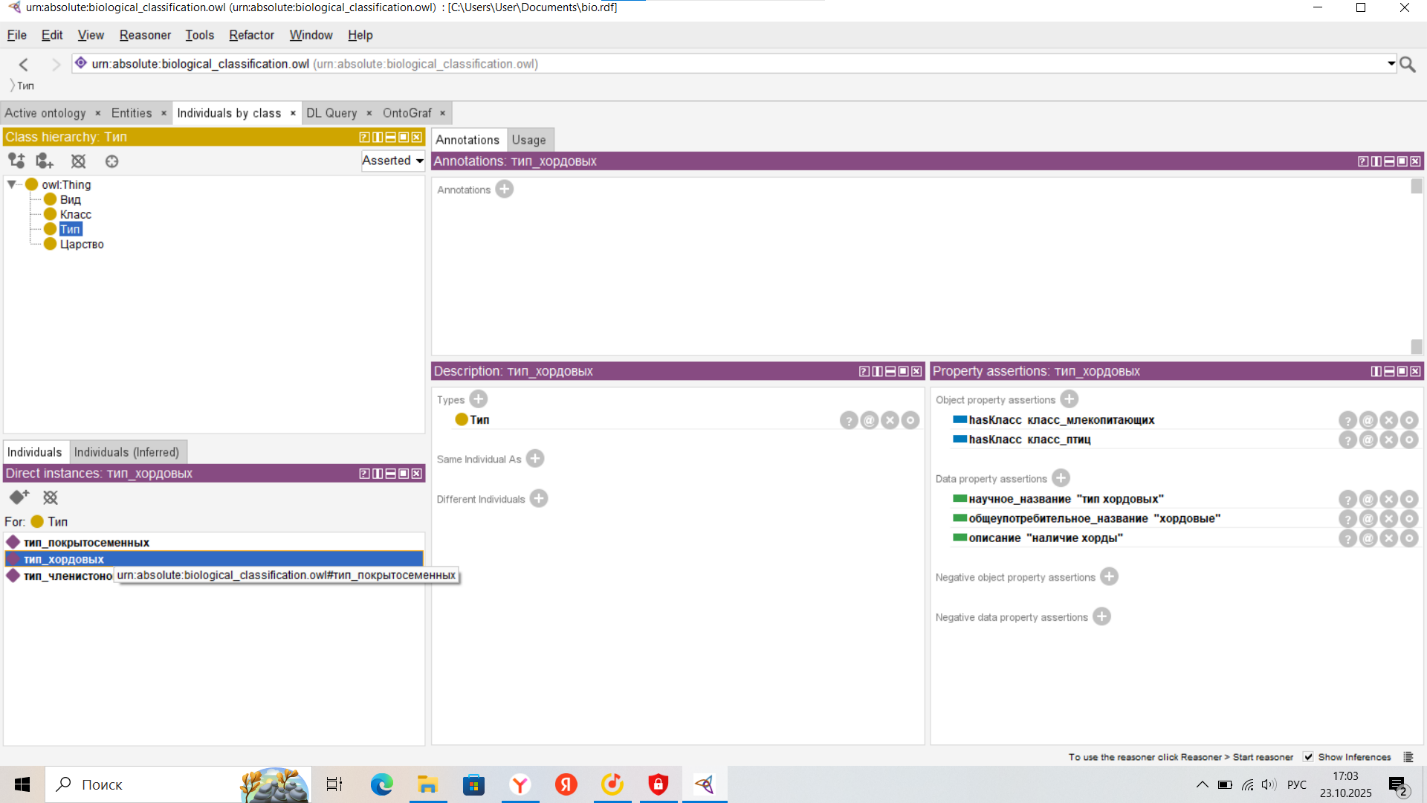 urn:absolute:biological_classification.owl (urn:absolute:biological_classification.owl) : [C:\Users\User\Documents\bio.rdf]
File Edit View Reasoner Tools Refactor Window Help
urn:absolute:biological_classification.owl (urn:absolute:biological_classification.owl)
Тип
Active ontology × Entities × Individuals by class × DL Query × OntoGraf ×
Class hierarchy: Тип
Asserted
owl:Thing
Вид
Класс
Тип
Царство
Annotations Usage
Annotations: тип_хордовых
Annotations
Individuals Individuals (Inferred)
Direct instances: тип_хордовых
For: Тип
тип_покрытосеменных
тип_хордовых
тип_членистоно
urn:absolute:biological_classification.owl#тип_покрытосеменных
Description: тип_хордовых
Types
Тип
Same Individual As
Different Individuals
Property assertions: тип_хордовых
Object property assertions
hasКласс класс_млекопитающих
hasКласс класс_птиц
Data property assertions
научное_название "тип хордовых"
общеупотребительное_название "хордовые"
описание "наличие хорды"
Negative object property assertions
Negative data property assertions
To use the reasoner click Reasoner > Start reasoner Show Inferences
Поиск
РУС
17:03
23.10.2025
2